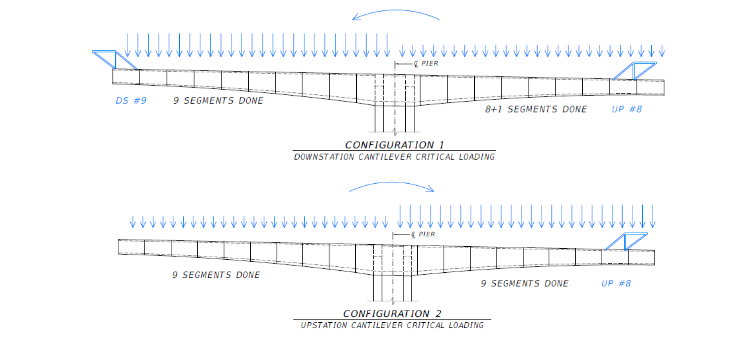 ℄ PIER
DS #9
9 SEGMENTS DONE
8+1 SEGMENTS DONE
UP #8
CONFIGURATION 1
DOWNSTATION CANTILEVER CRITICAL LOADING
℄ PIER
9 SEGMENTS DONE
9 SEGMENTS DONE
UP #8
CONFIGURATION 2
UPSTATION CANTILEVER CRITICAL LOADING